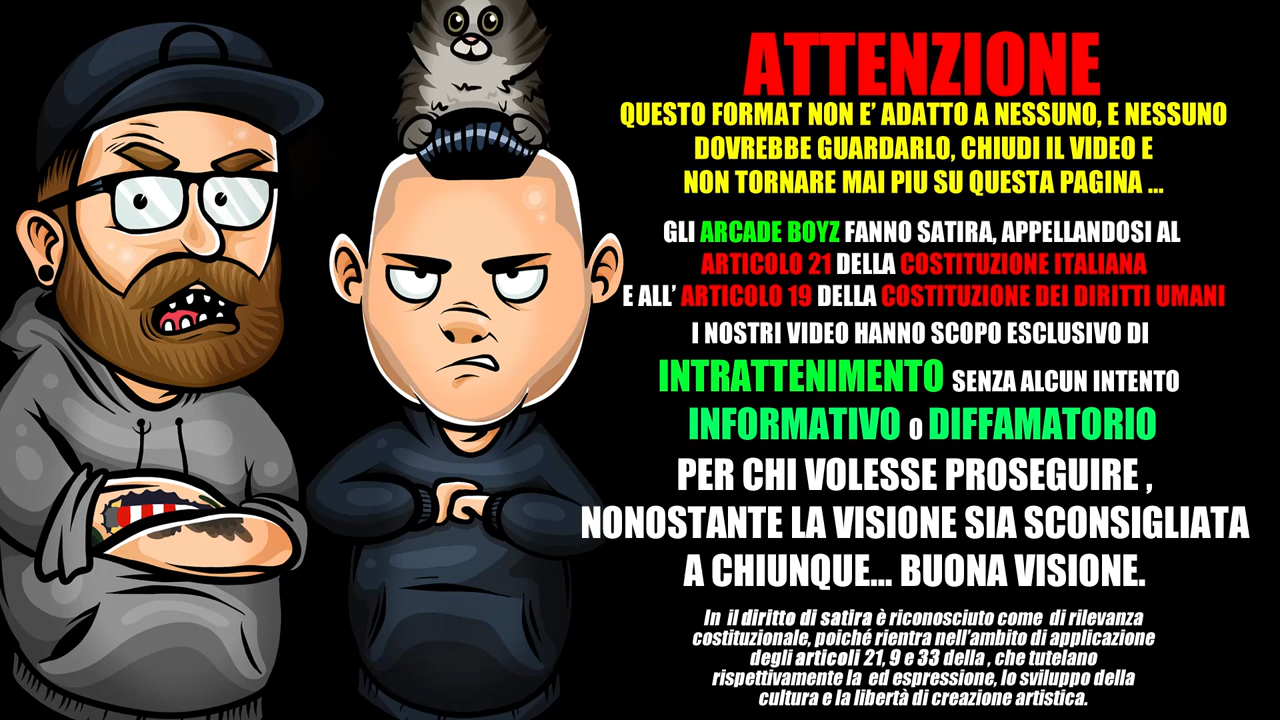 ATTENZIONE
QUESTO FORMAT NON E' ADATTO A NESSUNO, E NESSUNO
DOVREBBE GUARDARLO, CHIUDI IL VIDEO E
NON TORNARE MAI PIU SU QUESTA PAGINA ...
GLI ARCADE BOYZ FANNO SATIRA, APPELLANDOSI AL
ARTICOLO 21 DELLA COSTITUZIONE ITALIANA
E ALL' ARTICOLO 19 DELLA COSTITUZIONE DEI DIRITTI UMANI
I NOSTRI VIDEO HANNO SCOPO ESCLUSIVO DI
INTRATTENIMENTO SENZA ALCUN INTENTO
INFORMATIVO O DIFFAMATORIO
PER CHI VOLESSE PROSEGUIRE ,
NONOSTANTE LA VISIONE SIA SCONSIGLIATA
A CHIUNQUE... BUONA VISIONE.
In il diritto di satira è riconosciuto come di rilevanza
costituzionale, poiché rientra nell'ambito di applicazione
degli articoli 21, 9 e 33 della , che tutelano
rispettivamente la ed espressione, lo sviluppo della
cultura e la libertà di creazione artistica.